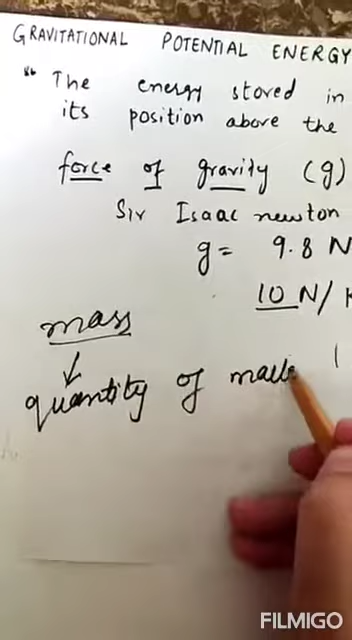 GRAVITATIONAL POTENTIAL ENERGY
" The energy stored in
its position above the
force of gravity (g)
Sir Isaac newton
g= 9.8 N
10 N/
mass
quantity of
FILMIGO